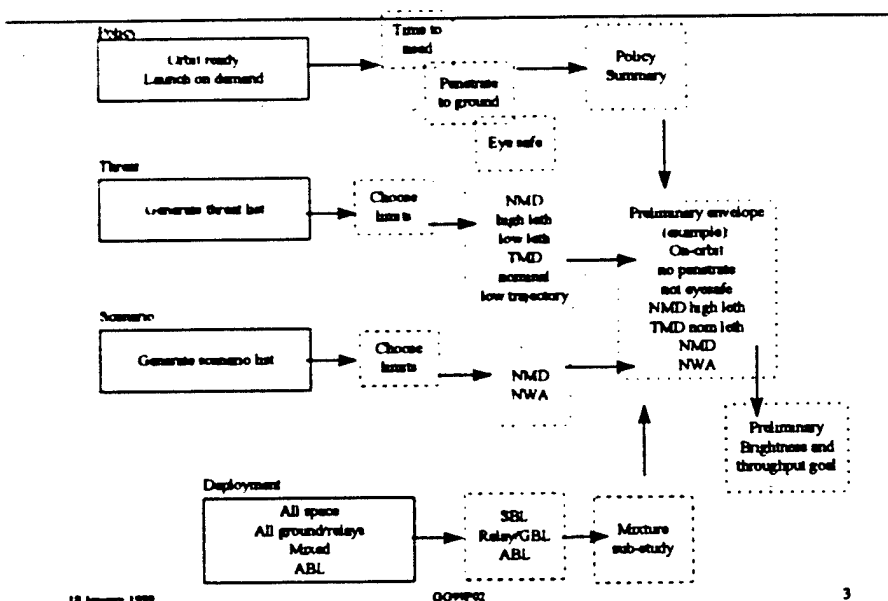 Policy
Orbit ready
Launch on demand
Time to
need
Penetrate
to ground
Eye safe
Policy
Summary
Threat
Generate threat list
Choose
limits
NMD
high leth
low leth
TMD
nominal
low trajectory
Preliminary envelope
(example)
On-orbit
no penetrate
not eyesafe
NMD high leth
TMD nom leth
NMD
NWA
Scenario
Generate scenario list
Choose
limits
NMD
NWA
Preliminary
Brightness and
throughput goal
Deployment
All space
All ground/relays
Mixed
ABL
SBL
Relay/GBL
ABL
Mixture
sub-study
January
3